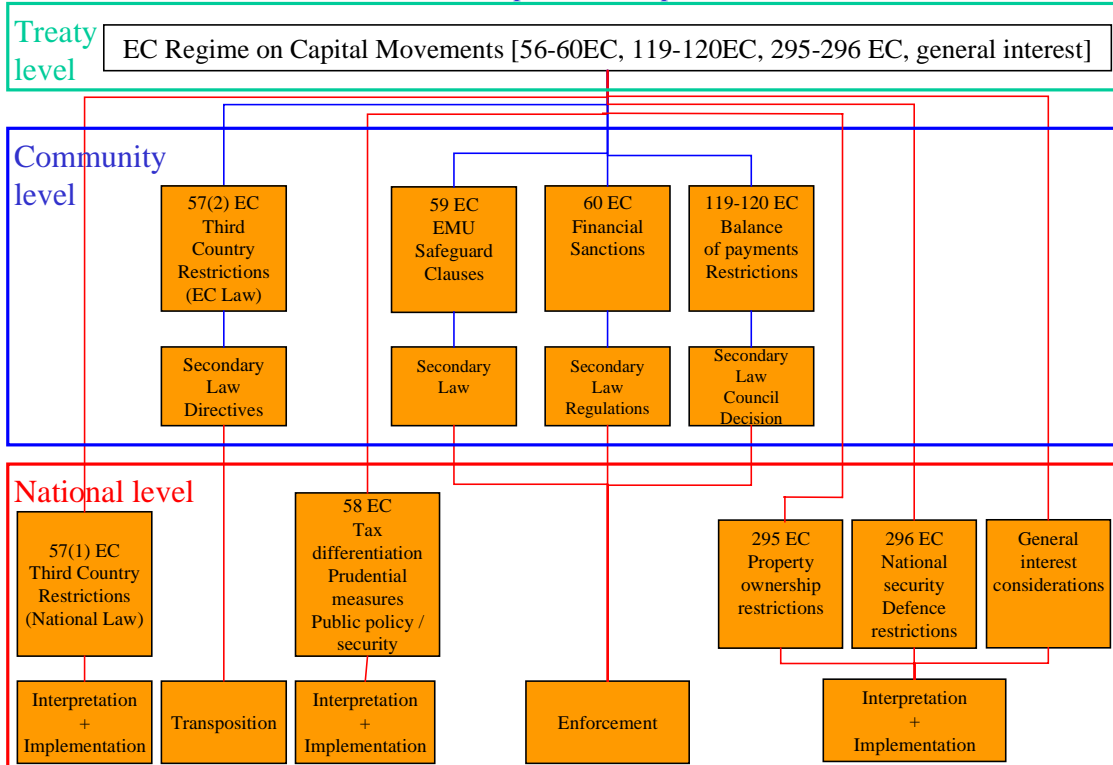 Treaty
level
EC Regime on Capital Movements [56-60EC, 119-120EC, 295-296 EC, general interest]
Community
level
57(2) EC
Third
Country
Restrictions
(EC Law)
59 EC
EMU
Safeguard
Clauses
60 EC
Financial
Sanctions
119-120 EC
Balance
of payments
Restrictions
Secondary
Law
Directives
Secondary
Law
Secondary
Law
Regulations
Secondary
Law
Council
Decision
National level
57(1) EC
Third Country
Restrictions
(National Law)
58 EC
Tax
differentiation
Prudential
measures
Public policy /
security
295 EC
Property
ownership
restrictions
296 EC
National
security
Defence
restrictions
General
interest
considerations
Interpretation
+
Implementation
Transposition
Interpretation
+
Implementation
Enforcement
Interpretation
+
Implementation